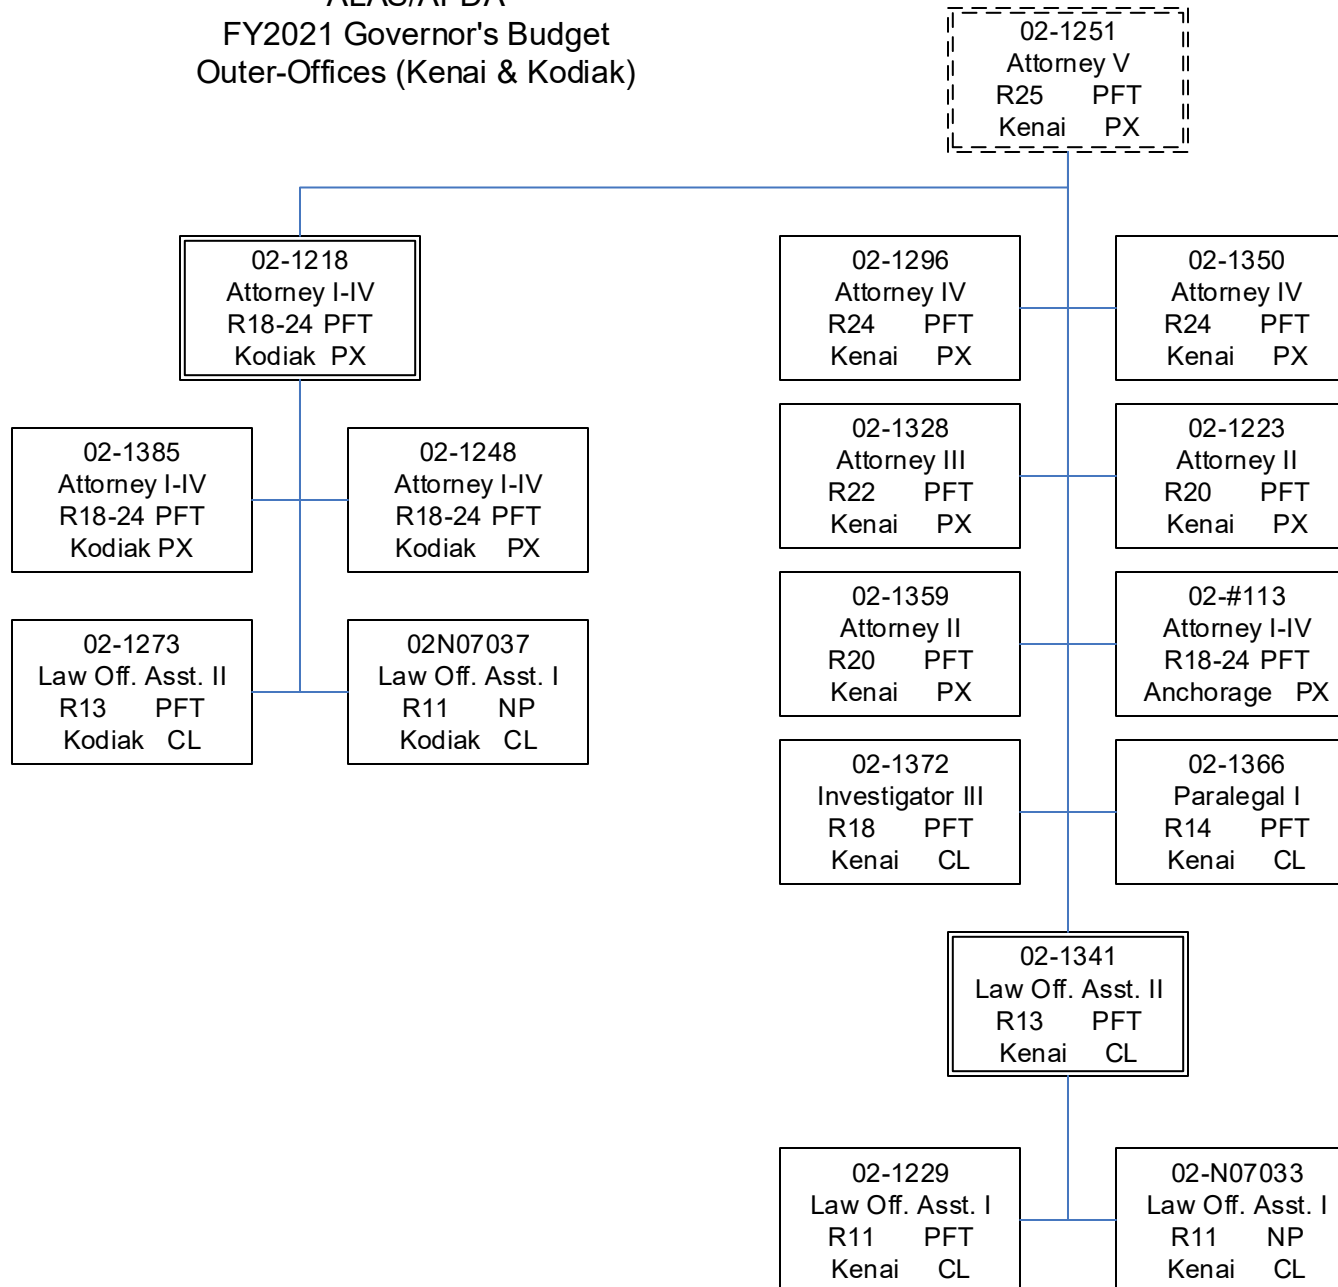 FY2021 Governor's Budget
Outer-Offices (Kenai & Kodiak)
02-1251
Attorney V
R25 PFT
Kenai PX
02-1218
Attorney I-IV
R18-24 PFT
Kodiak PX
02-1296
Attorney IV
R24 PFT
Kenai PX
02-1350
Attorney IV
R24 PFT
Kenai PX
02-1385
Attorney I-IV
R18-24 PFT
Kodiak PX
02-1248
Attorney I-IV
R18-24 PFT
Kodiak PX
02-1328
Attorney III
R22 PFT
Kenai PX
02-1223
Attorney II
R20 PFT
Kenai PX
02-1273
Law Off. Asst. II
R13 PFT
Kodiak CL
02N07037
Law Off. Asst. I
R11 NP
Kodiak CL
02-1359
Attorney II
R20 PFT
Kenai PX
02-#113
Attorney I-IV
R18-24 PFT
Anchorage PX
02-1372
Investigator III
R18 PFT
Kenai CL
02-1366
Paralegal I
R14 PFT
Kenai CL
02-1341
Law Off. Asst. II
R13 PFT
Kenai CL
02-1229
Law Off. Asst. I
R11 PFT
Kenai CL
02-N07033
Law Off. Asst. I
R11 NP
Kenai CL